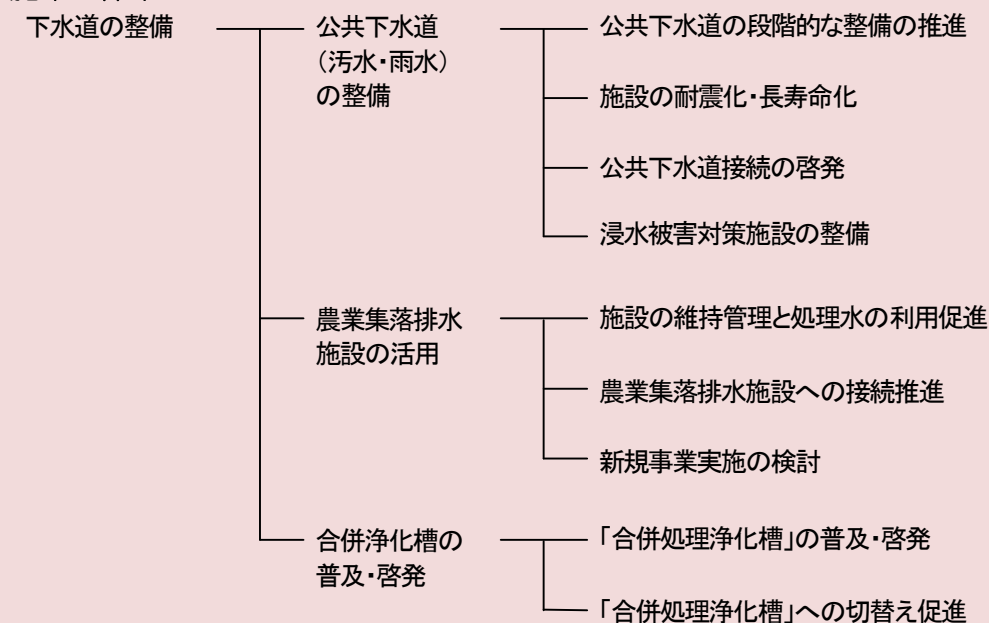 下水道の整備
公共下水道
（汚水・雨水）
の整備
公共下水道の段階的な整備の推進
施設の耐震化・長寿命化
公共下水道接続の啓発
浸水被害対策施設の整備
農業集落排水
施設の活用
施設の維持管理と処理水の利用促進
農業集落排水施設への接続推進
新規事業実施の検討
合併浄化槽の
普及・啓発
「合併処理浄化槽」の普及・啓発
「合併処理浄化槽」への切替え促進